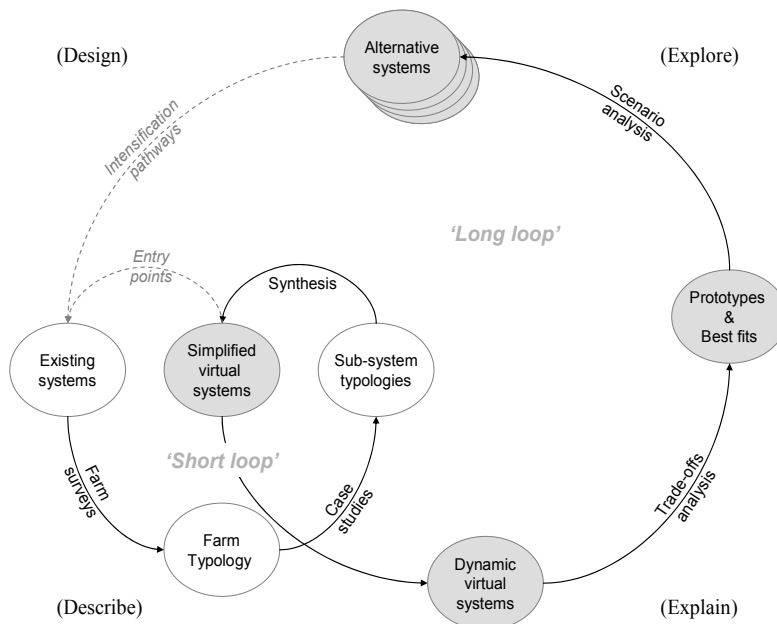 (Design)
Alternative
systems
(Explore)
Scenario
analysis
Intensification
pathways
'Long loop'
Entry
points
Synthesis
Prototypes
&
Best fits
Existing
systems
Simplified
virtual
systems
Sub-system
typologies
'Short loop'
Farm
surveys
Case
studies
Trade-offs
analysis
Farm
Typology
Dynamic
virtual
systems
(Describe)
(Explain)